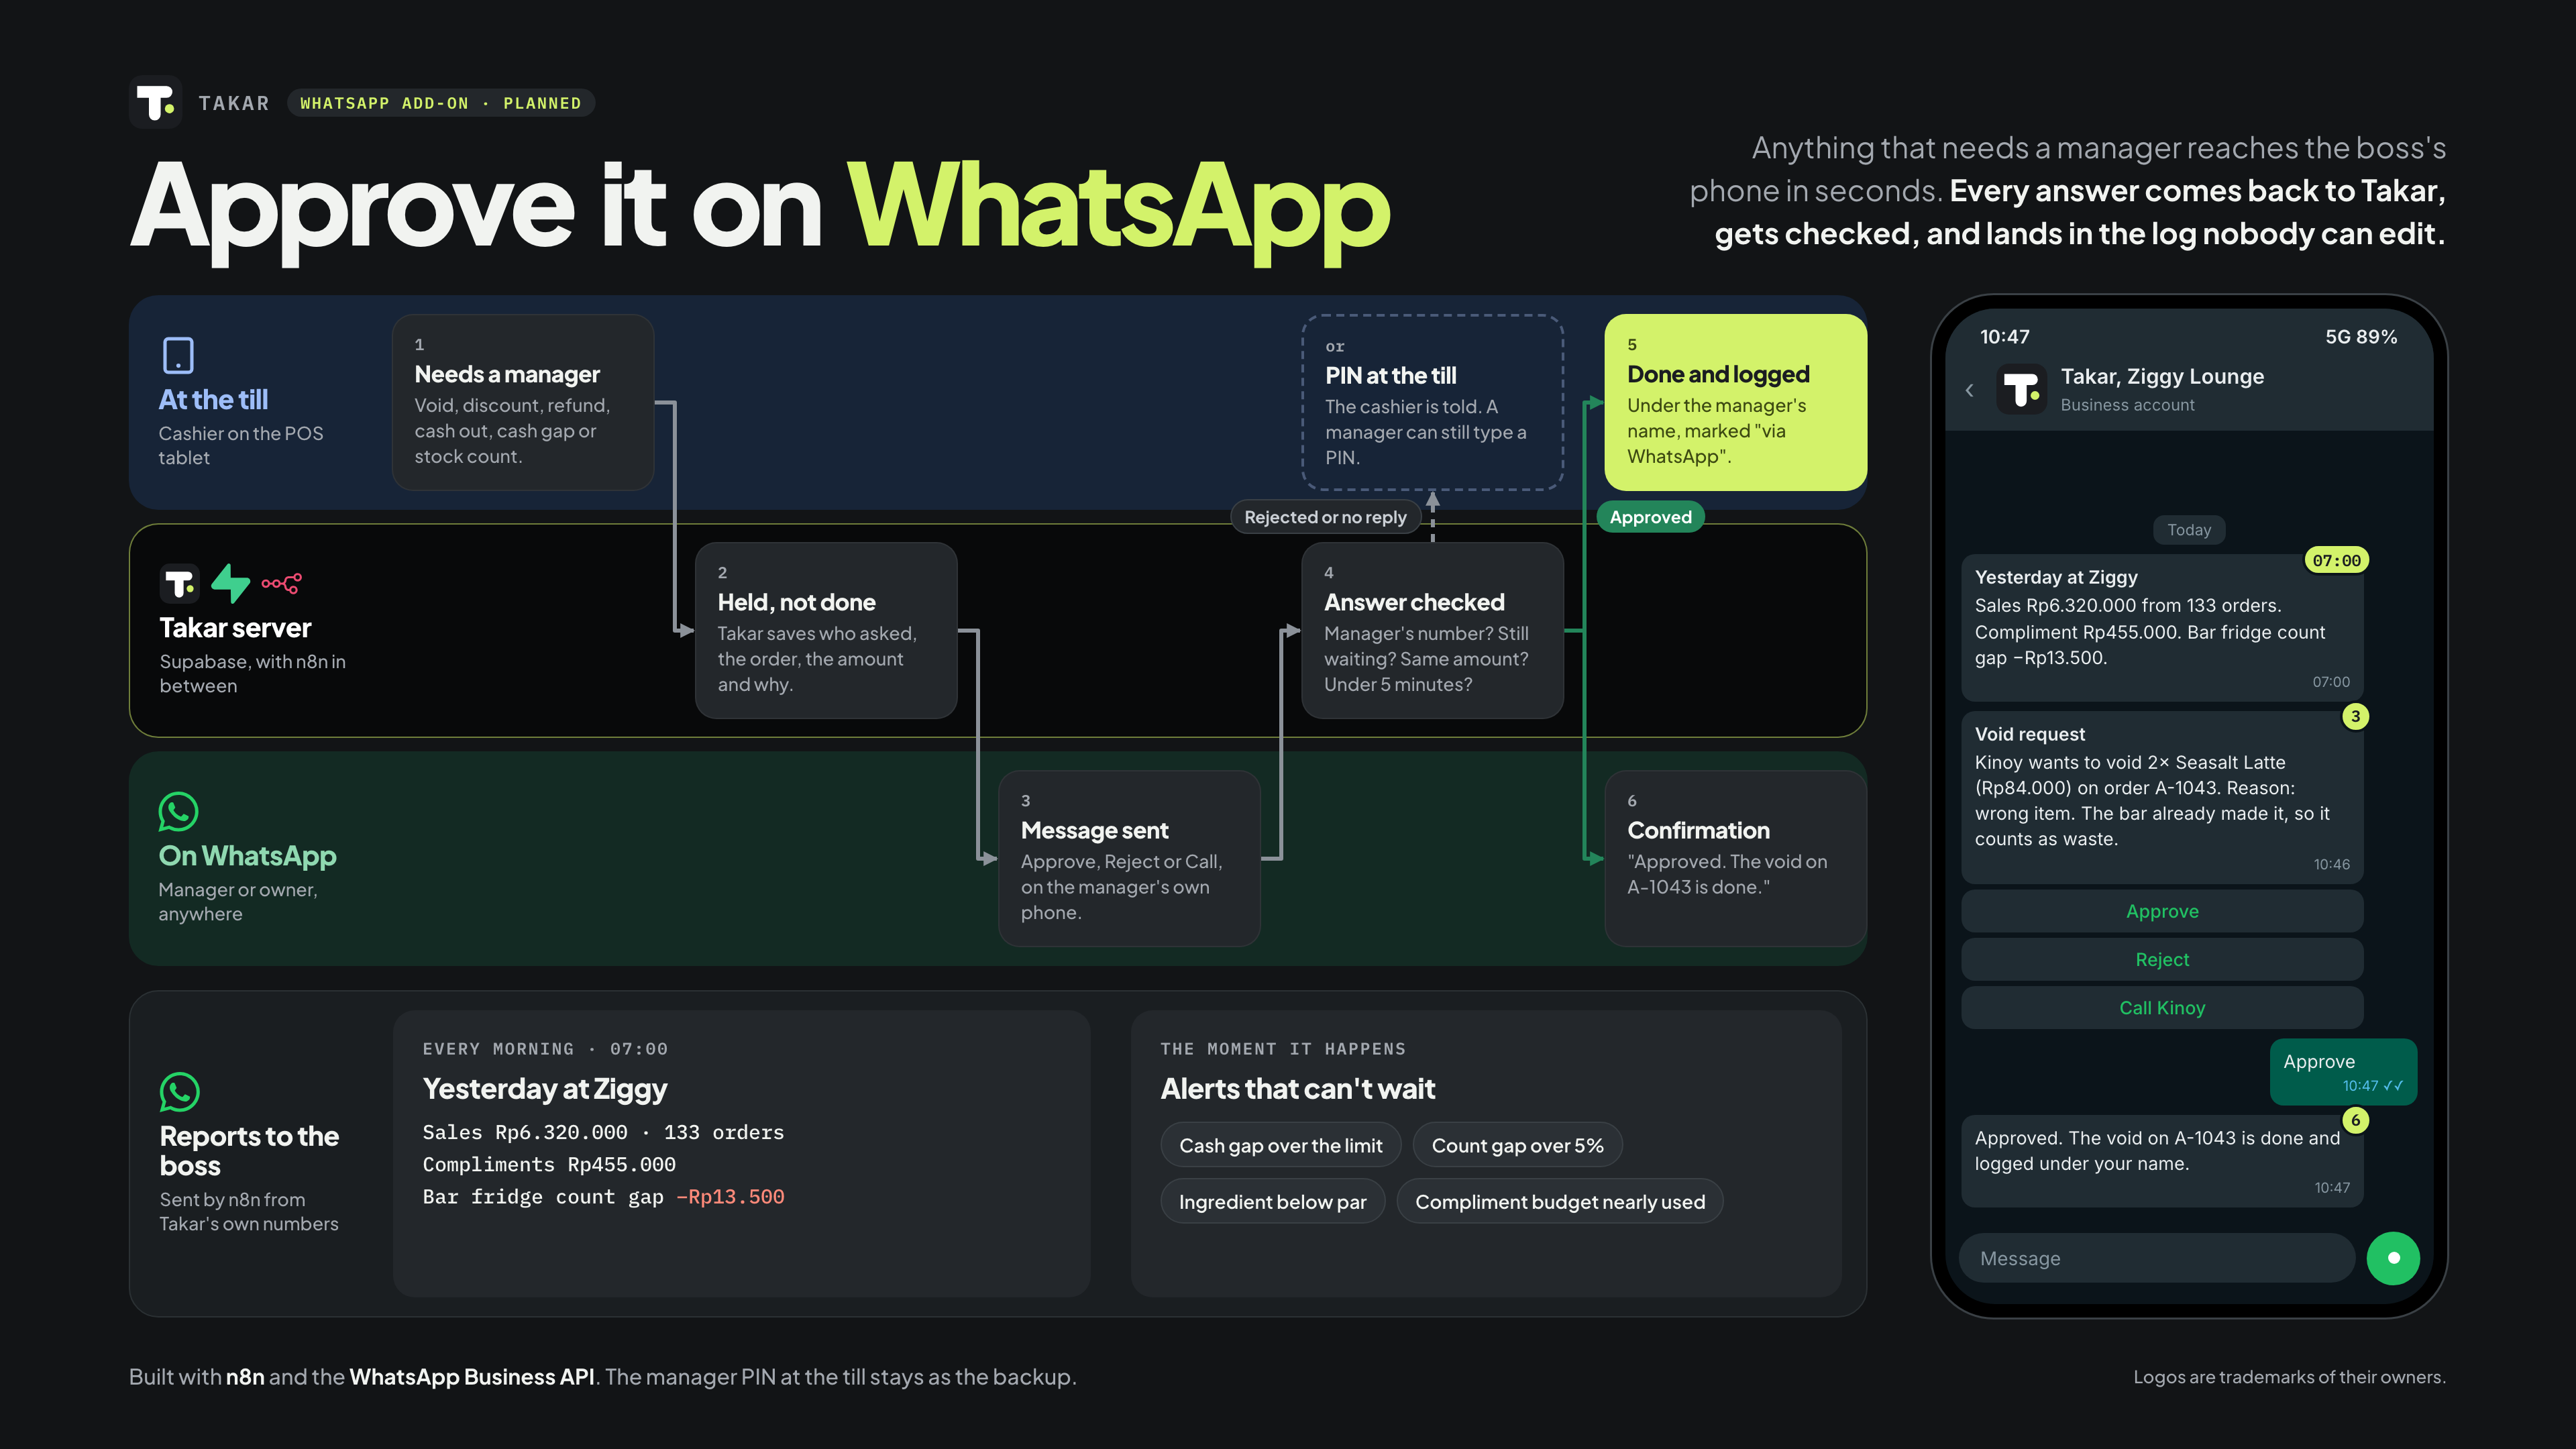 TAKAR
WHATSAPP ADD-ON · PLANNED
Approve it on WhatsApp
Anything that needs a manager reaches the boss's
phone in seconds. Every answer comes back to Takar,
gets checked, and lands in the log nobody can edit.
At the till
Cashier on the POS
tablet
1
Needs a manager
Void, discount, refund,
cash out, cash gap or
stock count.
or
PIN at the till
The cashier is told. A
manager can still type a
PIN.
5
Done and logged
Under the manager's
name, marked "via
WhatsApp".
Rejected or no reply
Approved
Takar server
Supabase, with n8n in
between
2
Held, not done
Takar saves who asked,
the order, the amount
and why.
4
Answer checked
Manager's number? Still
waiting? Same amount?
Under 5 minutes?
On WhatsApp
Manager or owner,
anywhere
3
Message sent
Approve, Reject or Call,
on the manager's own
phone.
6
Confirmation
"Approved. The void on
A-1043 is done."
Reports to the
boss
Sent by n8n from
Takar's own numbers
EVERY MORNING · 07:00
Yesterday at Ziggy
Sales Rp6.320.000 · 133 orders
Compliments Rp455.000
Bar fridge count gap −Rp13.500
THE MOMENT IT HAPPENS
Alerts that can't wait
Cash gap over the limit
Count gap over 5%
Ingredient below par
Compliment budget nearly used
10:47
5G 89%
Takar, Ziggy Lounge
Business account
Today
07:00
Yesterday at Ziggy
Sales Rp6.320.000 from 133 orders.
Compliment Rp455.000. Bar fridge count
gap −Rp13.500.
07:00
3
Void request
Kinoy wants to void 2× Seasalt Latte
(Rp84.000) on order A-1043. Reason:
wrong item. The bar already made it, so it
counts as waste.
10:46
Approve
Reject
Call Kinoy
Approve
10:47 ✓✓
6
Approved. The void on A-1043 is done and
logged under your name.
10:47
Message
Built with n8n and the WhatsApp Business API. The manager PIN at the till stays as the backup.
Logos are trademarks of their owners.